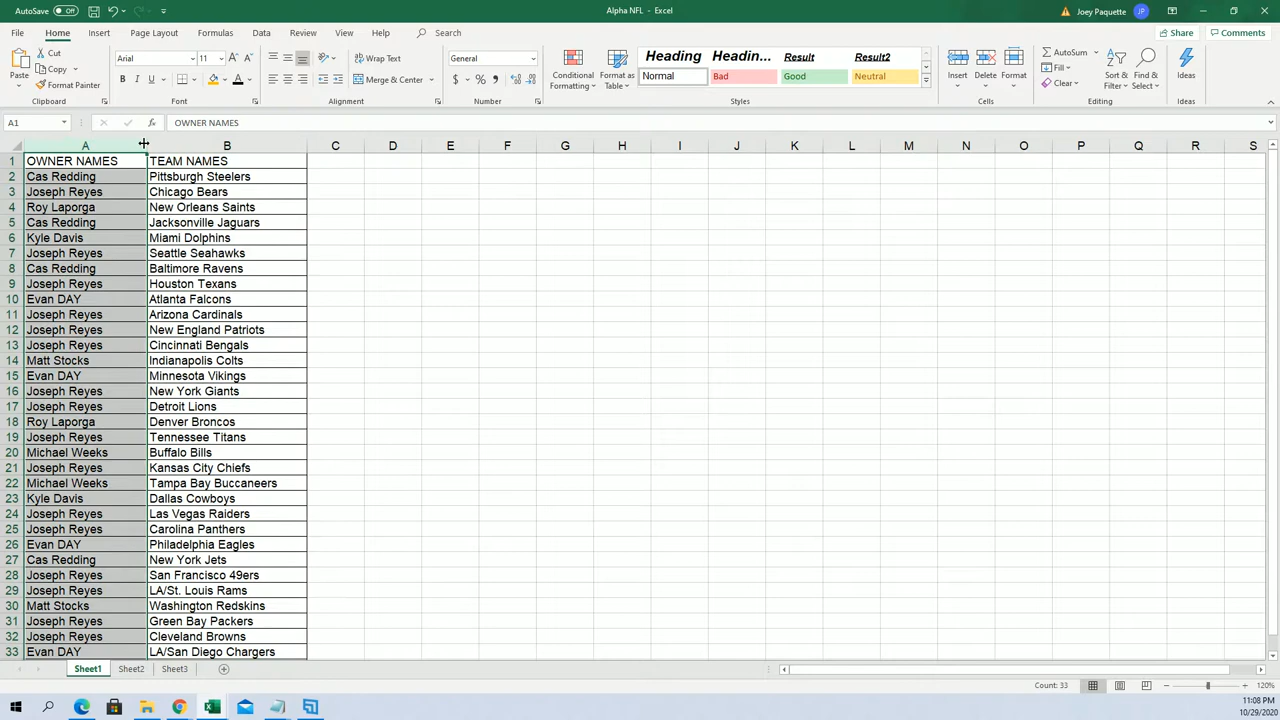 AutoSave Off
Alpha NFL - Excel
Joey Paquette JP
File Home Insert Page Layout Formulas Data Review View Help Search Share Comments
Paste Cut Copy Format Painter Clipboard
Arial 11 A A B I U A Font
Wrap Text Merge & Center Alignment
General $ % Number
Conditional Formatting Format as Table
Heading Headin... Result Result2
Normal Bad Good Neutral
Styles
Insert Delete Format Cells
AutoSum Fill Clear Sort & Filter Find & Select Editing
Ideas Ideas
A1 fx OWNER NAMES
A B C D E F G H I J K L M N O P Q R S
1 OWNER NAMES TEAM NAMES
2 Cas Redding Pittsburgh Steelers
3 Joseph Reyes Chicago Bears
4 Roy Laporga New Orleans Saints
5 Cas Redding Jacksonville Jaguars
6 Kyle Davis Miami Dolphins
7 Joseph Reyes Seattle Seahawks
8 Cas Redding Baltimore Ravens
9 Joseph Reyes Houston Texans
10 Evan DAY Atlanta Falcons
11 Joseph Reyes Arizona Cardinals
12 Joseph Reyes New England Patriots
13 Joseph Reyes Cincinnati Bengals
14 Matt Stocks Indianapolis Colts
15 Evan DAY Minnesota Vikings
16 Joseph Reyes New York Giants
17 Joseph Reyes Detroit Lions
18 Roy Laporga Denver Broncos
19 Joseph Reyes Tennessee Titans
20 Michael Weeks Buffalo Bills
21 Joseph Reyes Kansas City Chiefs
22 Michael Weeks Tampa Bay Buccaneers
23 Kyle Davis Dallas Cowboys
24 Joseph Reyes Las Vegas Raiders
25 Joseph Reyes Carolina Panthers
26 Evan DAY Philadelphia Eagles
27 Cas Redding New York Jets
28 Joseph Reyes San Francisco 49ers
29 Joseph Reyes LA/St. Louis Rams
30 Matt Stocks Washington Redskins
31 Joseph Reyes Green Bay Packers
32 Joseph Reyes Cleveland Browns
33 Evan DAY LA/San Diego Chargers
Sheet1 Sheet2 Sheet3
Count: 33 120%
11:08 PM
10/29/2020